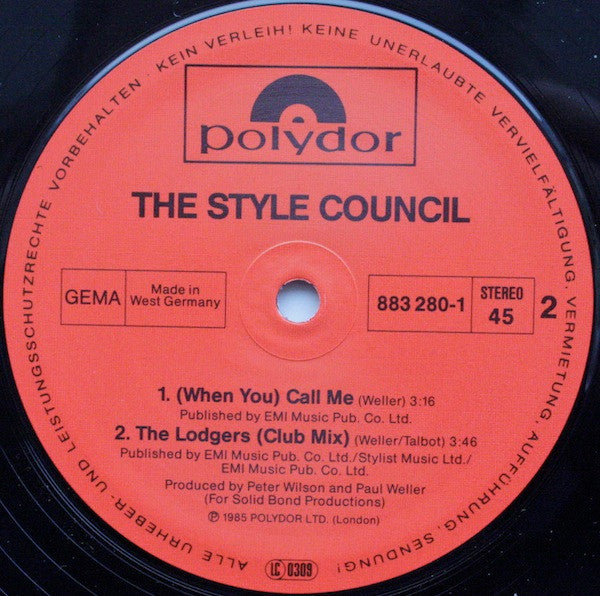 ALLE URHEBER- UND LEISTUNGSSCHUTZRECHTE VORBEHALTEN · KEIN VERLEIH! KEINE UNERLAUBTE VERVIELFÄLTIGUNG, VERMIETUNG, AUFFÜHRUNG, SENDUNG!
polydor
THE STYLE COUNCIL
GEMA
Made in
West Germany
883 280-1
STEREO
45
2
1. (When You) Call Me (Weller) 3:16
Published by EMI Music Pub. Co. Ltd.
2. The Lodgers (Club Mix) (Weller/Talbot) 3:46
Published by EMI Music Pub. Co. Ltd./Stylist Music Ltd./
EMI Music Pub. Co. Ltd.
Produced by Peter Wilson and Paul Weller
(For Solid Bond Productions)
℗ 1985 POLYDOR LTD. (London)
LC 0309